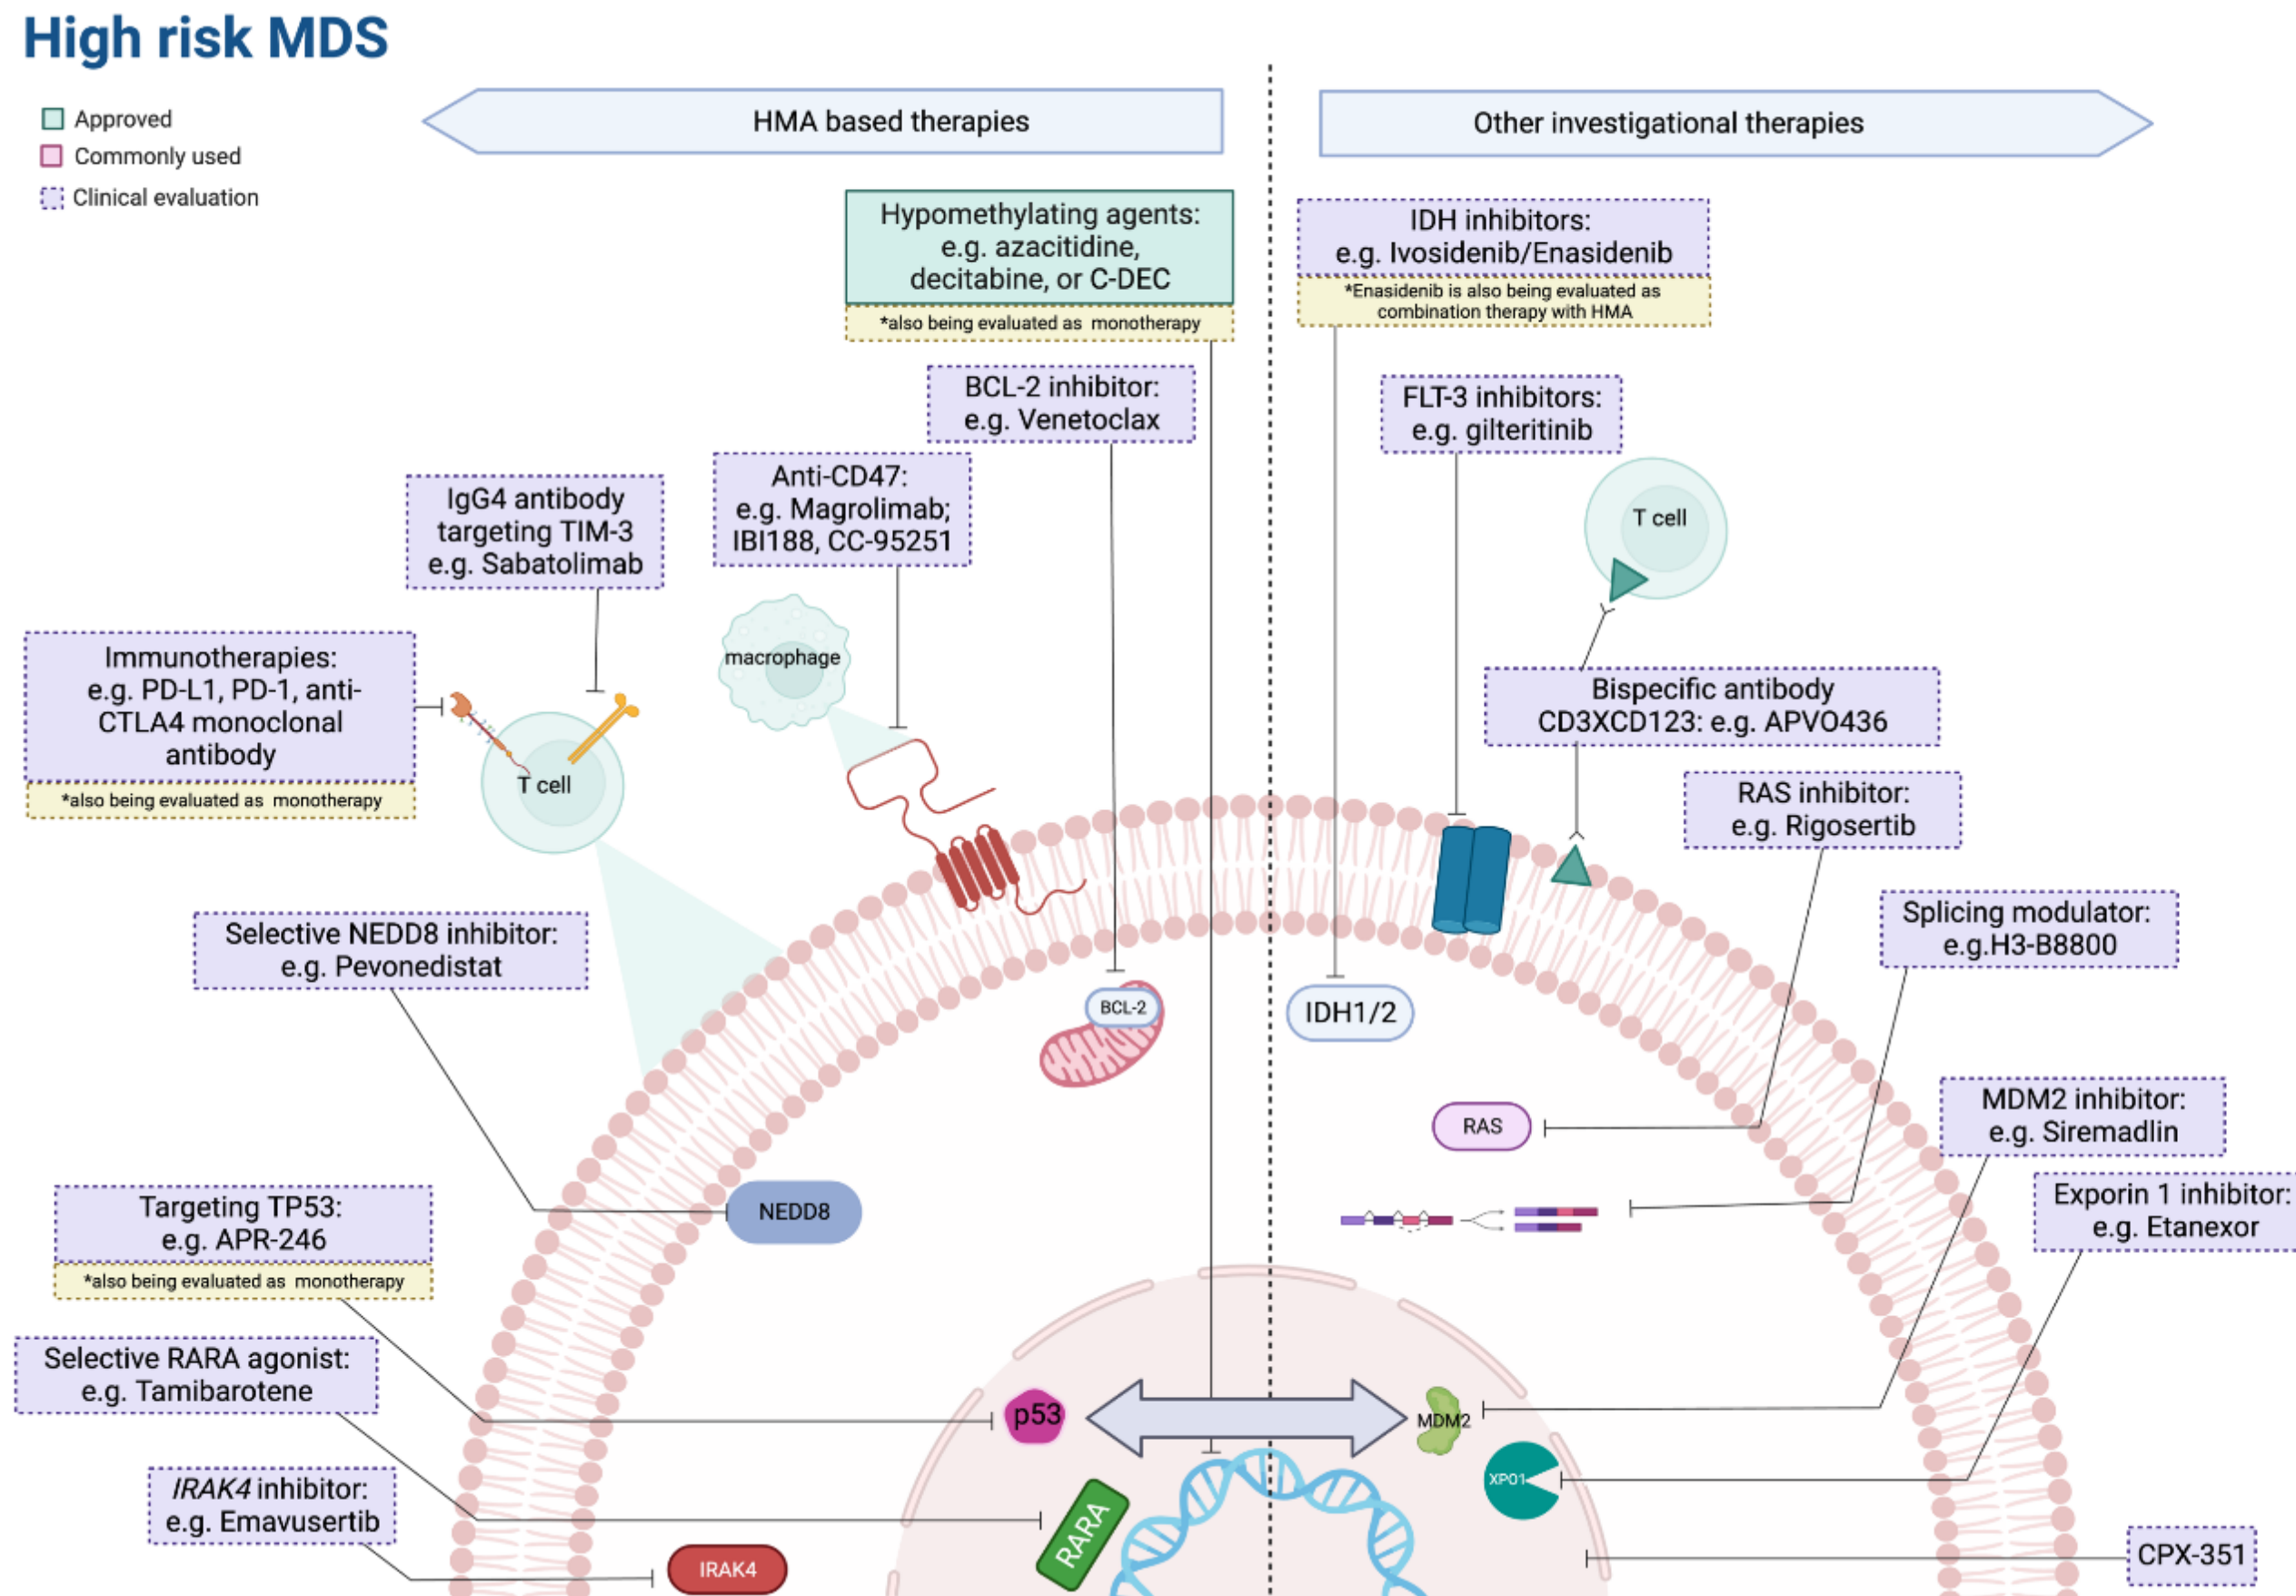 High risk MDS
Approved
Commonly used
Clinical evaluation
HMA based therapies
Other investigational therapies
Hypomethylating agents:
e.g. azacitidine,
decitabine, or C-DEC
*also being evaluated as monotherapy
IDH inhibitors:
e.g. Ivosidenib/Enasidenib
*Enasidenib is also being evaluated as
combination therapy with HMA
BCL-2 inhibitor:
e.g. Venetoclax
FLT-3 inhibitors:
e.g. gilteritinib
Anti-CD47:
e.g. Magrolimab;
IBI188, CC-95251
IgG4 antibody
targeting TIM-3
e.g. Sabatolimab
T cell
macrophage
Immunotherapies:
e.g. PD-L1, PD-1, anti-
CTLA4 monoclonal
antibody
*also being evaluated as monotherapy
T cell
Bispecific antibody
CD3XCD123: e.g. APVO436
RAS inhibitor:
e.g. Rigosertib
Selective NEDD8 inhibitor:
e.g. Pevonedistat
Splicing modulator:
e.g.H3-B8800
BCL-2
IDH1/2
RAS
MDM2 inhibitor:
e.g. Siremadlin
NEDD8
Targeting TP53:
e.g. APR-246
*also being evaluated as monotherapy
Exporin 1 inhibitor:
e.g. Etanexor
Selective RARA agonist:
e.g. Tamibarotene
p53
MDM2
XPO1
IRAK4 inhibitor:
e.g. Emavusertib
RARA
IRAK4
CPX-351